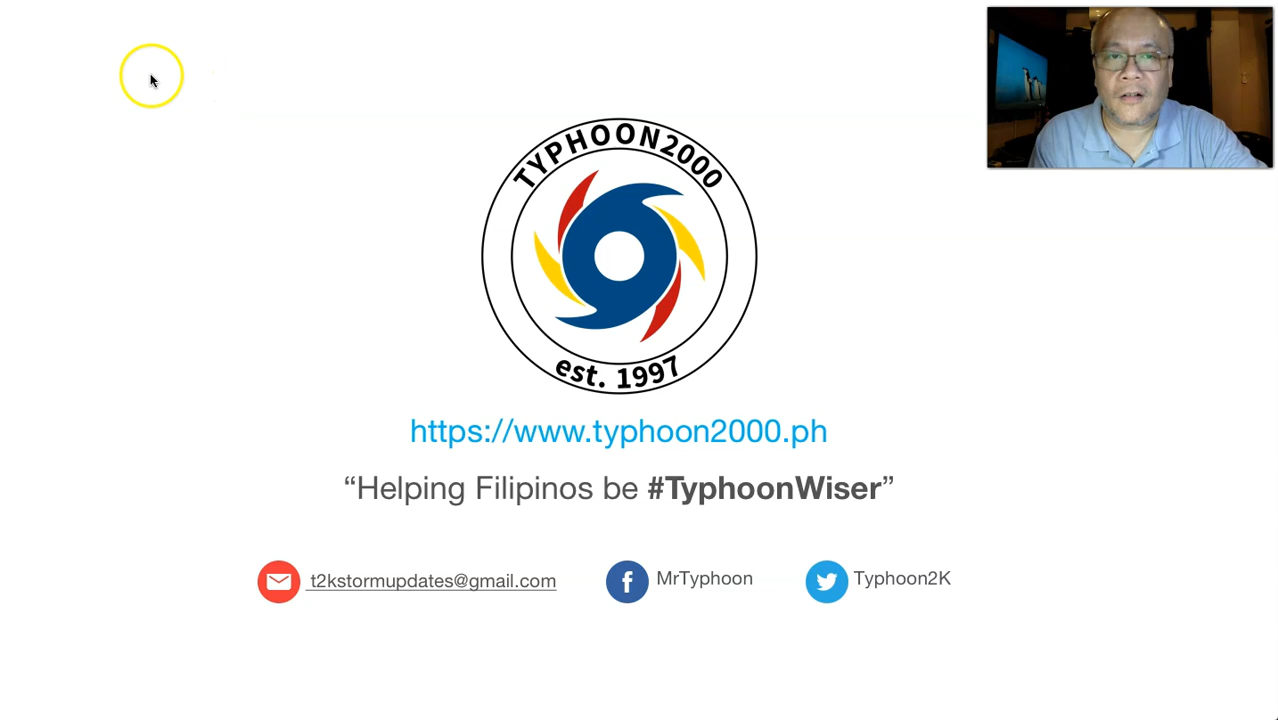 TYPHOON2000
est. 1997
https://www.typhoon2000.ph
“Helping Filipinos be #TyphoonWiser”
t2kstormupdates@gmail.com
MrTyphoon
Typhoon2K